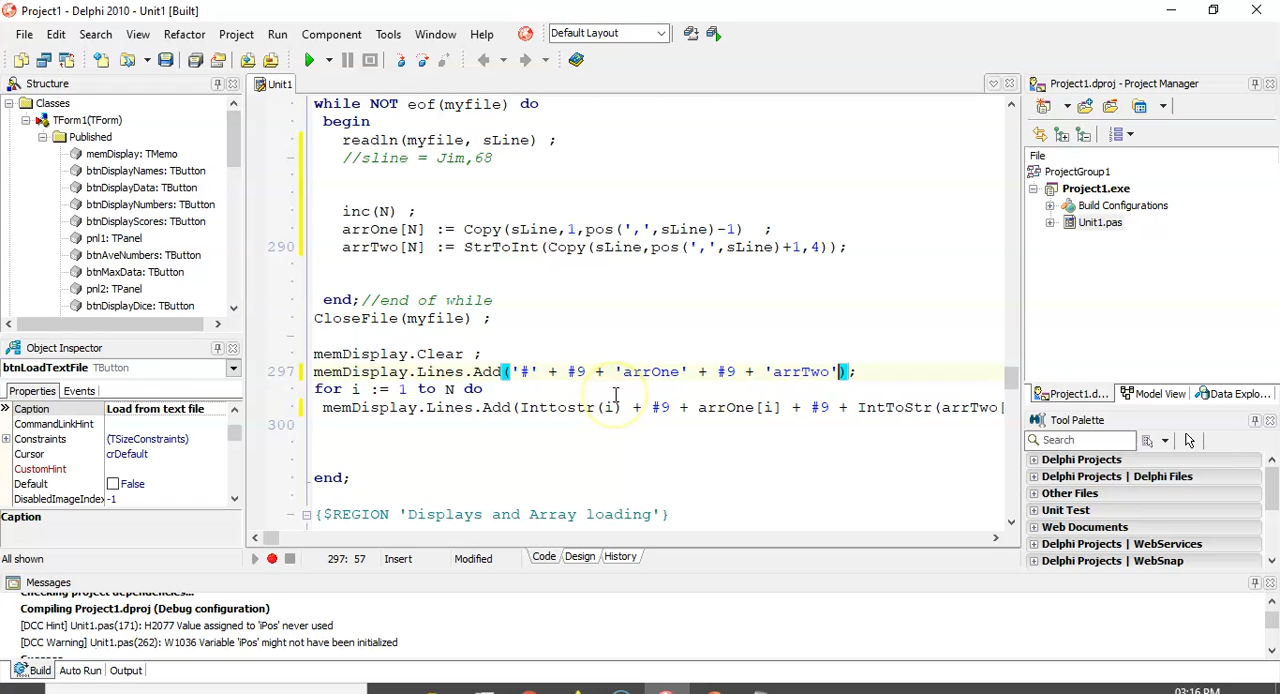 Project1 - Delphi 2010 - Unit1 [Built]
File Edit Search View Refactor Project Run Component Tools Window Help Default Layout
Structure
Classes
TForm1(TForm)
Published
memDisplay: TMemo
btnDisplayNames: TButton
btnDisplayData: TButton
btnDisplayNumbers: TButton
btnDisplayScores: TButton
pnl1: TPanel
btnAveNumbers: TButton
btnMaxData: TButton
pnl2: TPanel
btnDisplayDice: TButton
Object Inspector
btnLoadTextFile TButton
Properties Events
Caption Load from text file
CommandLinkHint
Constraints (TSizeConstraints)
Cursor crDefault
CustomHint
Default False
DisabledImageIndex -1
Caption
All shown
Unit1
while NOT eof(myfile) do
begin
readln(myfile, sLine) ;
//sline = Jim,68
inc(N) ;
arrOne[N] := Copy(sLine,1,pos(',',sLine)-1) ;
290 arrTwo[N] := StrToInt(Copy(sLine,pos(',',sLine)+1,4));
end;//end of while
CloseFile(myfile) ;
memDisplay.Clear ;
297 memDisplay.Lines.Add('#' + #9 + 'arrOne' + #9 + 'arrTwo');
for i := 1 to N do
memDisplay.Lines.Add(Inttostr(i) + #9 + arrOne[i] + #9 + IntToStr(arrTwo[
300
end;
{$REGION 'Displays and Array loading'}
297: 57 Insert Modified Code Design History
Project1.dproj - Project Manager
File
ProjectGroup1
Project1.exe
Build Configurations
Unit1.pas
Project1.d... Model View Data Explo...
Tool Palette
Search
Delphi Projects
Delphi Projects | Delphi Files
Other Files
Unit Test
Web Documents
Delphi Projects | WebServices
Delphi Projects | WebSnap
Messages
Checking project dependencies...
Compiling Project1.dproj (Debug configuration)
[DCC Hint] Unit1.pas(171): H2077 Value assigned to 'iPos' never used
[DCC Warning] Unit1.pas(262): W1036 Variable 'iPos' might not have been initialized
Build Auto Run Output
03:16 PM